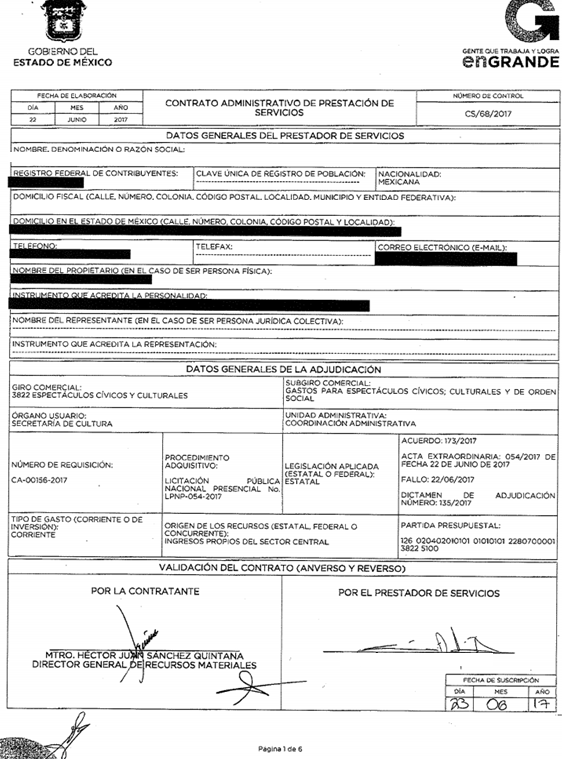 GOBIERNO DEL
ESTADO DE MÉXICO
GENTE QUE TRABAJA Y LOGRA
enGRANDE
FECHA DE ELABORACIÓN
DÍA MES AÑO
22 JUNIO 2017
CONTRATO ADMINISTRATIVO DE PRESTACIÓN DE
SERVICIOS
NÚMERO DE CONTROL
CS/68/2017
DATOS GENERALES DEL PRESTADOR DE SERVICIOS
NOMBRE, DENOMINACIÓN O RAZÓN SOCIAL:
REGISTRO FEDERAL DE CONTRIBUYENTES:
CLAVE ÚNICA DE REGISTRO DE POBLACIÓN:
NACIONALIDAD:
MEXICANA
DOMICILIO FISCAL (CALLE, NÚMERO, COLONIA, CÓDIGO POSTAL, LOCALIDAD, MUNICIPIO Y ENTIDAD FEDERATIVA):
DOMICILIO EN EL ESTADO DE MÉXICO (CALLE, NÚMERO, COLONIA, CÓDIGO POSTAL Y LOCALIDAD):
TELÉFONO:
TELEFAX:
CORREO ELECTRÓNICO (E-MAIL):
NOMBRE DEL PROPIETARIO (EN EL CASO DE SER PERSONA FÍSICA):
INSTRUMENTO QUE ACREDITA LA PERSONALIDAD:
NOMBRE DEL REPRESENTANTE (EN EL CASO DE SER PERSONA JURÍDICA COLECTIVA):
INSTRUMENTO QUE ACREDITA LA REPRESENTACIÓN:
DATOS GENERALES DE LA ADJUDICACIÓN
GIRO COMERCIAL:
3822 ESPECTÁCULOS CÍVICOS Y CULTURALES
SUBGIRO COMERCIAL:
GASTOS PARA ESPECTÁCULOS CÍVICOS; CULTURALES Y DE ORDEN
SOCIAL
ÓRGANO USUARIO:
SECRETARÍA DE CULTURA
UNIDAD ADMINISTRATIVA:
COORDINACIÓN ADMINISTRATIVA
NÚMERO DE REQUISICIÓN:
CA-00156-2017
PROCEDIMIENTO
ADQUISITIVO:
LICITACIÓN PÚBLICA
NACIONAL PRESENCIAL No.
LPNP-054-2017
LEGISLACIÓN APLICADA
(ESTATAL O FEDERAL):
ESTATAL
ACUERDO: 173/2017
ACTA EXTRAORDINARIA: 054/2017 DE
FECHA 22 DE JUNIO DE 2017
FALLO: 22/06/2017
DICTAMEN DE ADJUDICACIÓN
NÚMERO: 135/2017
TIPO DE GASTO (CORRIENTE O DE
INVERSIÓN):
CORRIENTE
ORIGEN DE LOS RECURSOS (ESTATAL, FEDERAL O
CONCURRENTE):
INGRESOS PROPIOS DEL SECTOR CENTRAL
PARTIDA PRESUPUESTAL:
126 020402010101 01010101 2280700001
3822 5100
VALIDACIÓN DEL CONTRATO (ANVERSO Y REVERSO)
POR LA CONTRATANTE
POR EL PRESTADOR DE SERVICIOS
MTRO. HÉCTOR JUAN SÁNCHEZ QUINTANA
DIRECTOR GENERAL DE RECURSOS MATERIALES
FECHA DE SUSCRIPCIÓN
DÍA MES AÑO
23 06 17
Página 1 de 6